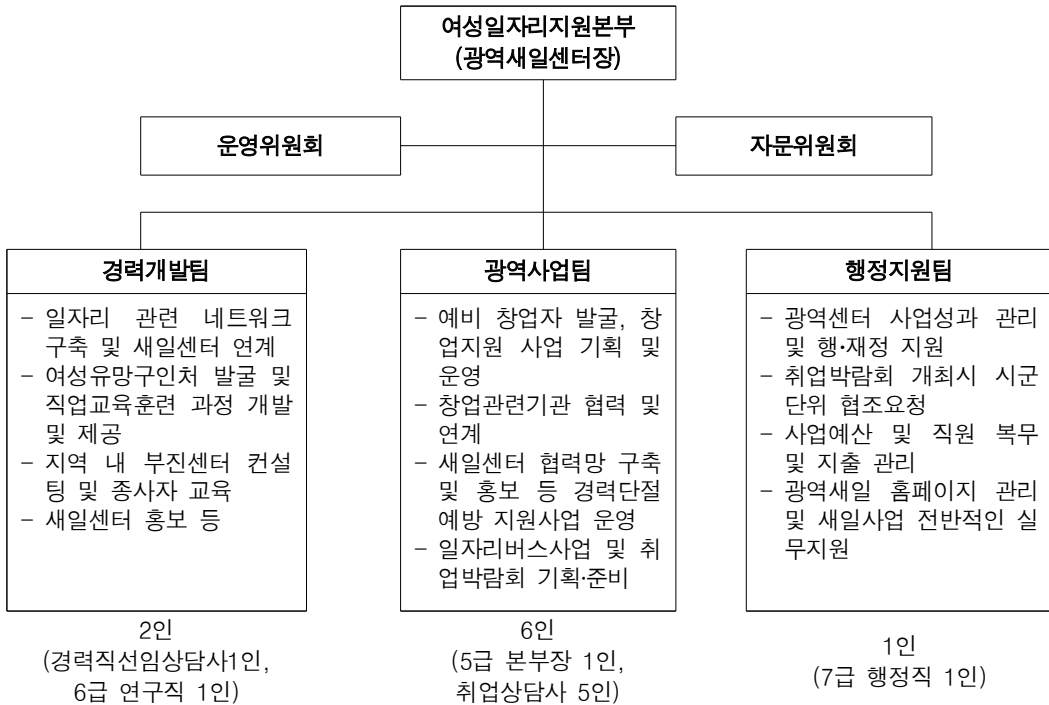 여성일자리지원본부
(광역새일센터장)
운영위원회
자문위원회
경력개발팀
- 일자리 관련 네트워크
구축 및 새일센터 연계
- 여성유망구인처 발굴 및
직업교육훈련 과정 개발
및 제공
- 지역 내 부진센터 컨설
팅 및 종사자 교육
- 새일센터 홍보 등
2인
(경력직선임상담사1인,
6급 연구직 1인)
광역사업팀
- 예비 창업자 발굴, 창
업지원 사업 기획 및
운영
- 창업관련기관 협력 및
연계
- 새일센터 협력망 구축
및 홍보 등 경력단절
예방 지원사업 운영
- 일자리버스사업 및 취
업박람회 기획·준비
6인
(5급 본부장 1인,
취업상담사 5인)
행정지원팀
- 광역센터 사업성과 관리
및 행·재정 지원
- 취업박람회 개최시 시군
단위 협조요청
- 사업예산 및 직원 복무
및 지출 관리
- 광역새일 홈페이지 관리
및 새일사업 전반적인 실
무지원
1인
(7급 행정직 1인)